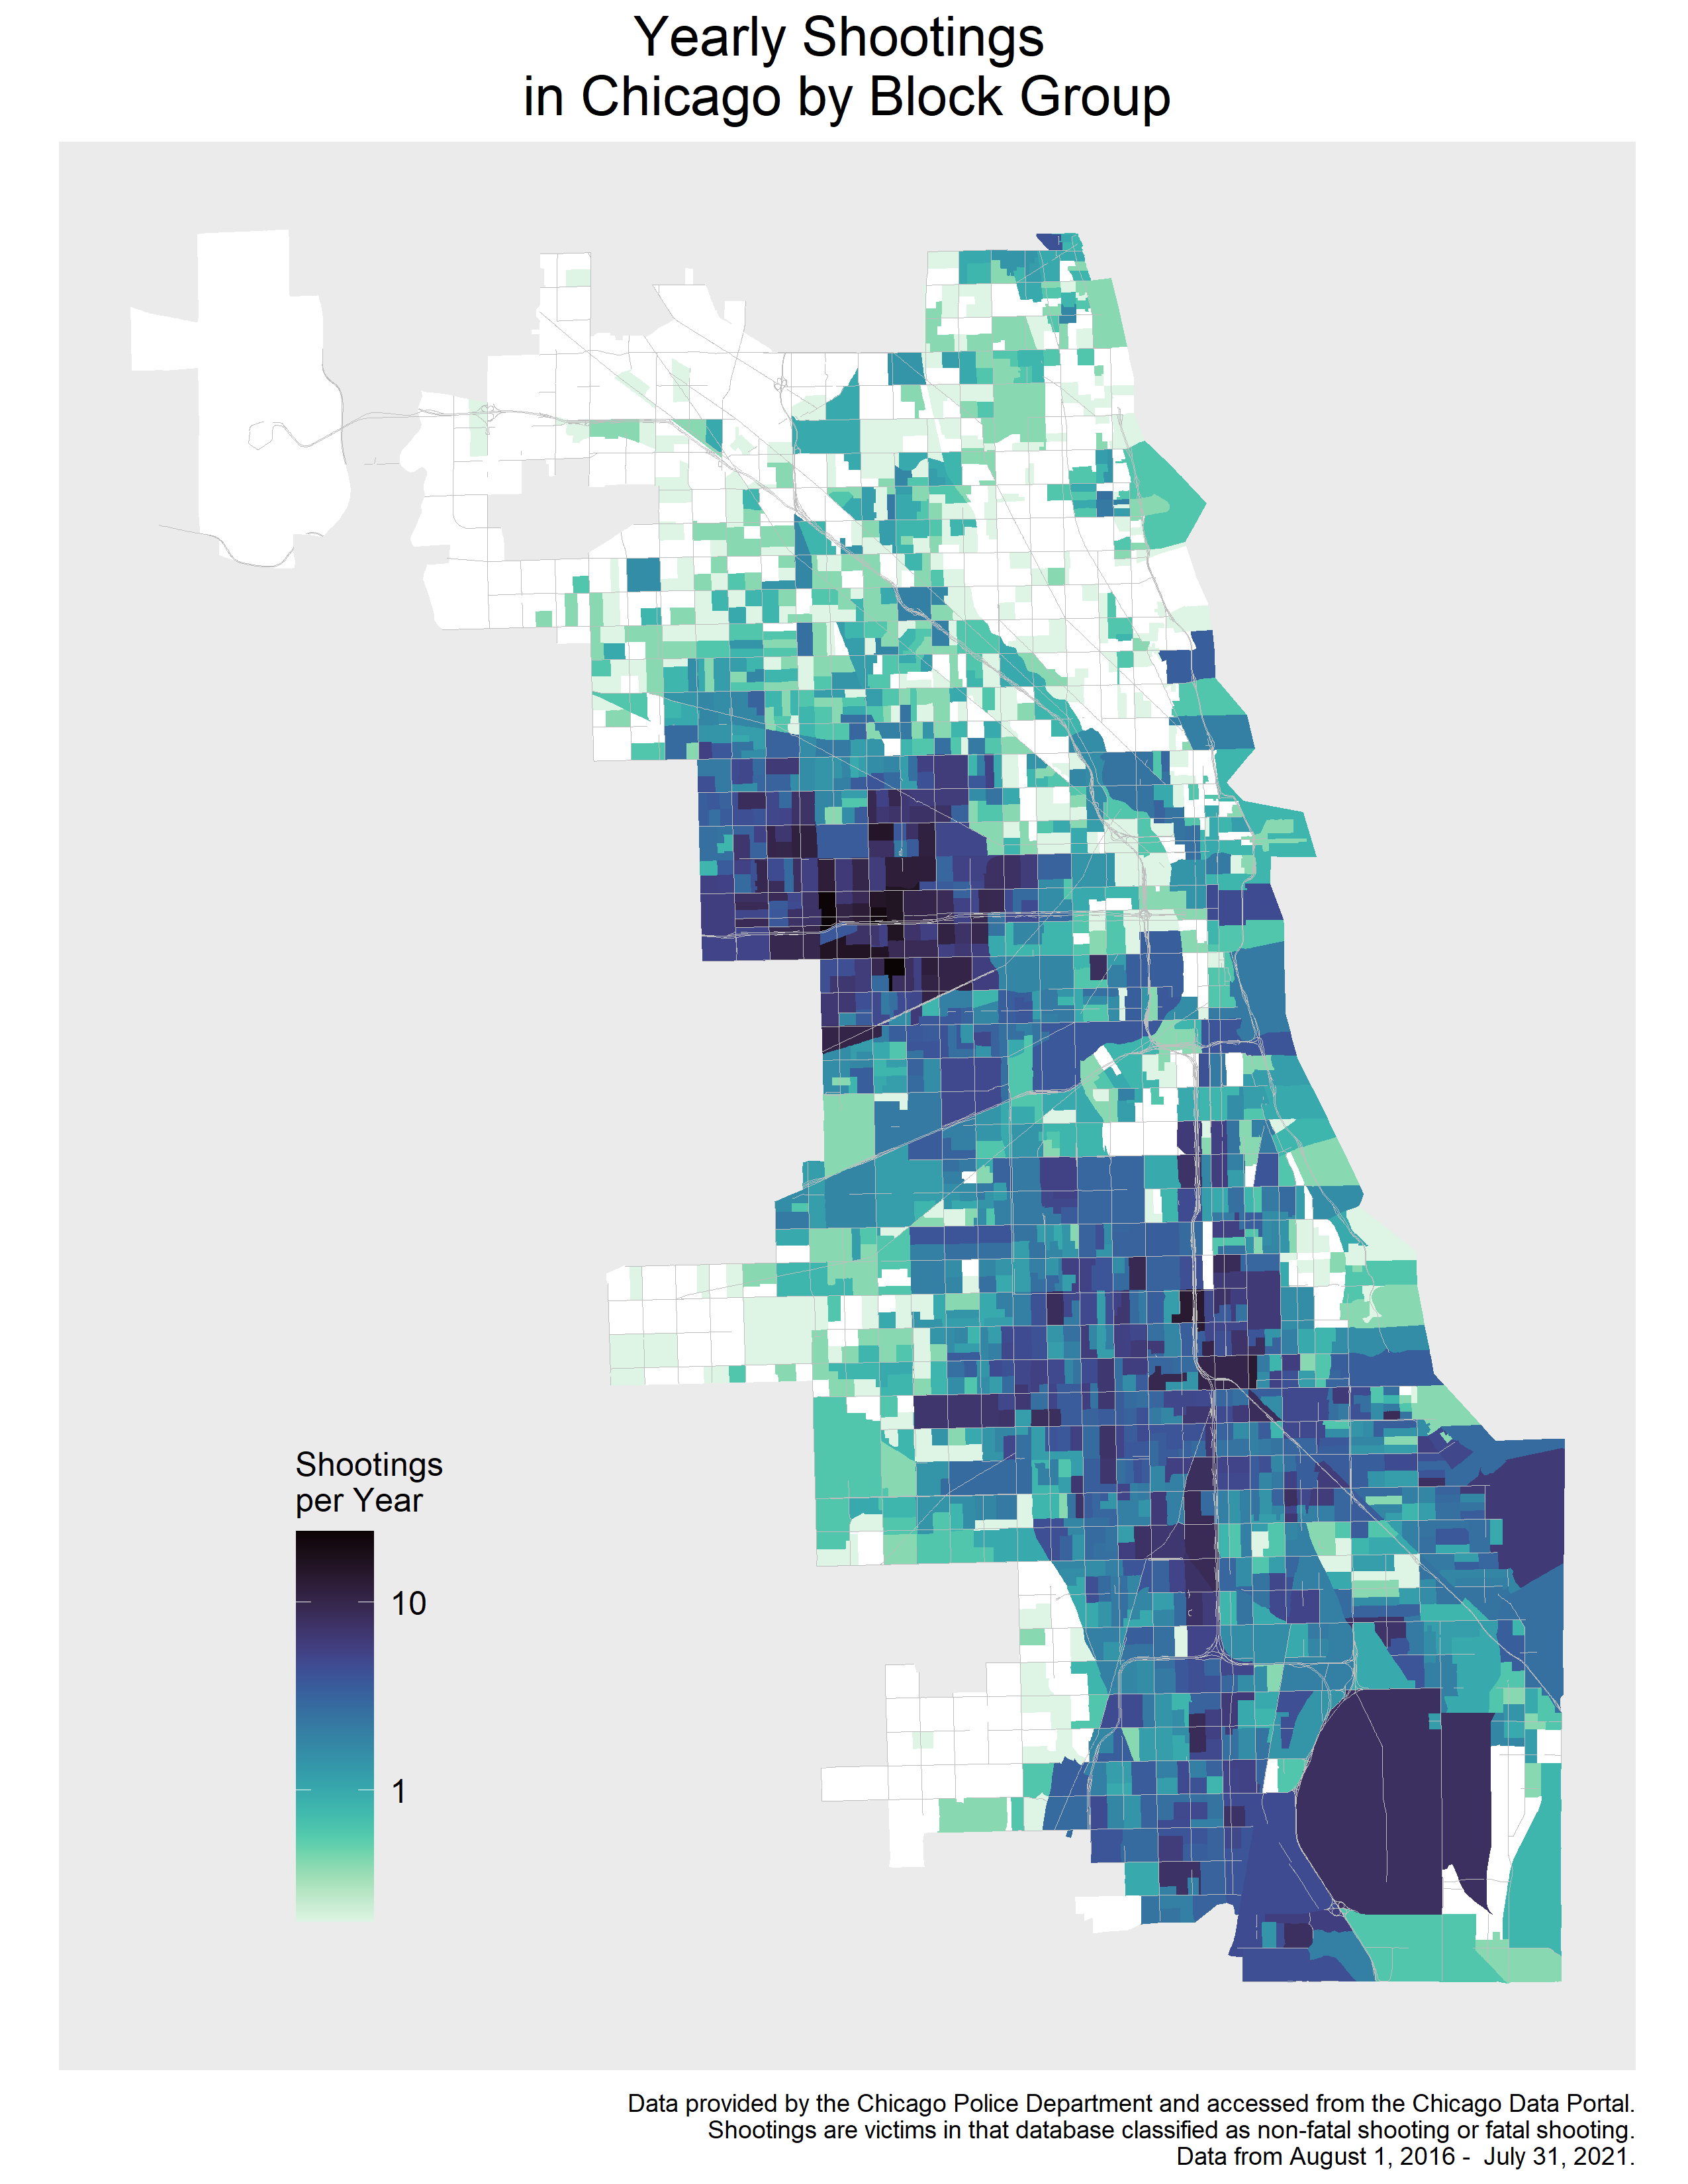 Yearly Shootings
in Chicago by Block Group
Shootings
per Year
10
1
Data provided by the Chicago Police Department and accessed from the Chicago Data Portal.
Shootings are victims in that database classified as non-fatal shooting or fatal shooting.
Data from August 1, 2016 -  July 31, 2021.